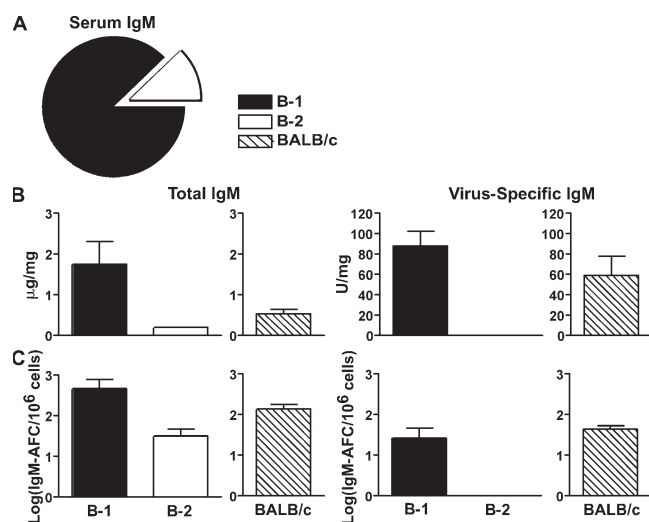 A
Serum IgM
B-1
B-2
BALB/c
B
Total IgM
Virus-Specific IgM
µg/mg
3
2
1
0
3
2
1
0
U/mg
120
100
80
60
40
20
0
120
100
80
60
40
20
0
C
Log(IgM-AFC/10⁶ cells)
3
2
1
0
3
2
1
0
Log(IgM-AFC/10⁶ cells)
3
2
1
0
3
2
1
0
B-1 B-2 BALB/c B-1 B-2 BALB/c